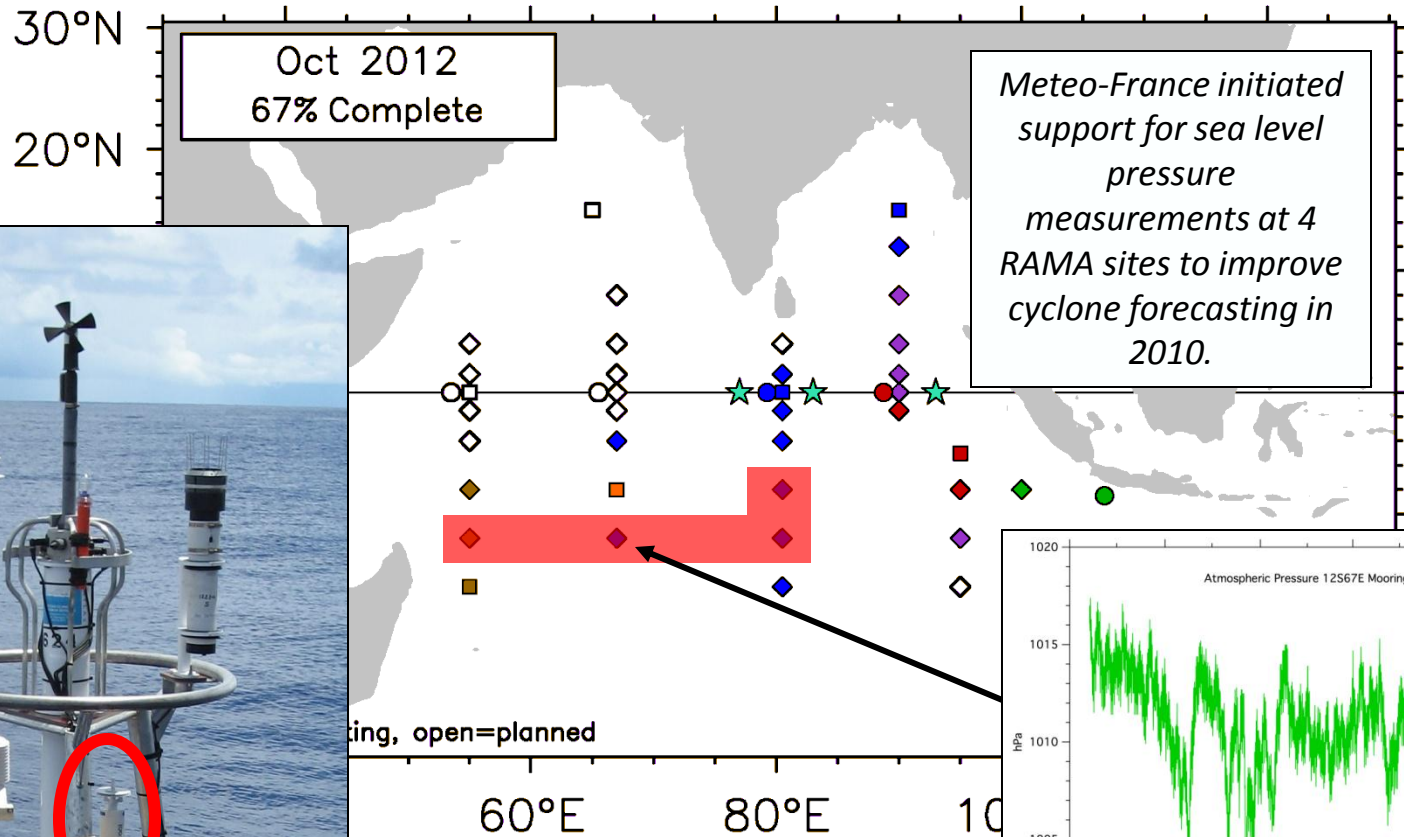 30°N
Oct 2012
67% Complete
20°N
Meteo-France initiated
support for sea level
pressure
measurements at 4
RAMA sites to improve
cyclone forecasting in
2010.
1020
Atmospheric Pressure 12S67E Mooring
1015
hPa
1010
open=planned
60°E
80°E